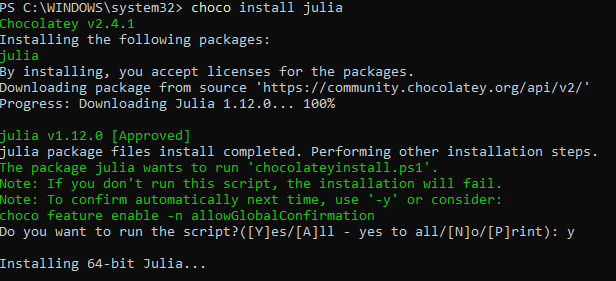 PS C:\WINDOWS\system32> choco install julia
Chocolatey v2.4.1
Installing the following packages:
julia
By installing, you accept licenses for the packages.
Downloading package from source 'https://community.chocolatey.org/api/v2/'
Progress: Downloading Julia 1.12.0... 100%
julia v1.12.0 [Approved]
julia package files install completed. Performing other installation steps.
The package julia wants to run 'chocolateyinstall.ps1'.
Note: If you don't run this script, the installation will fail.
Note: To confirm automatically next time, use '-y' or consider:
choco feature enable -n allowGlobalConfirmation
Do you want to run the script?([Y]es/[A]ll - yes to all/[N]o/[P]rint): y
Installing 64-bit Julia...